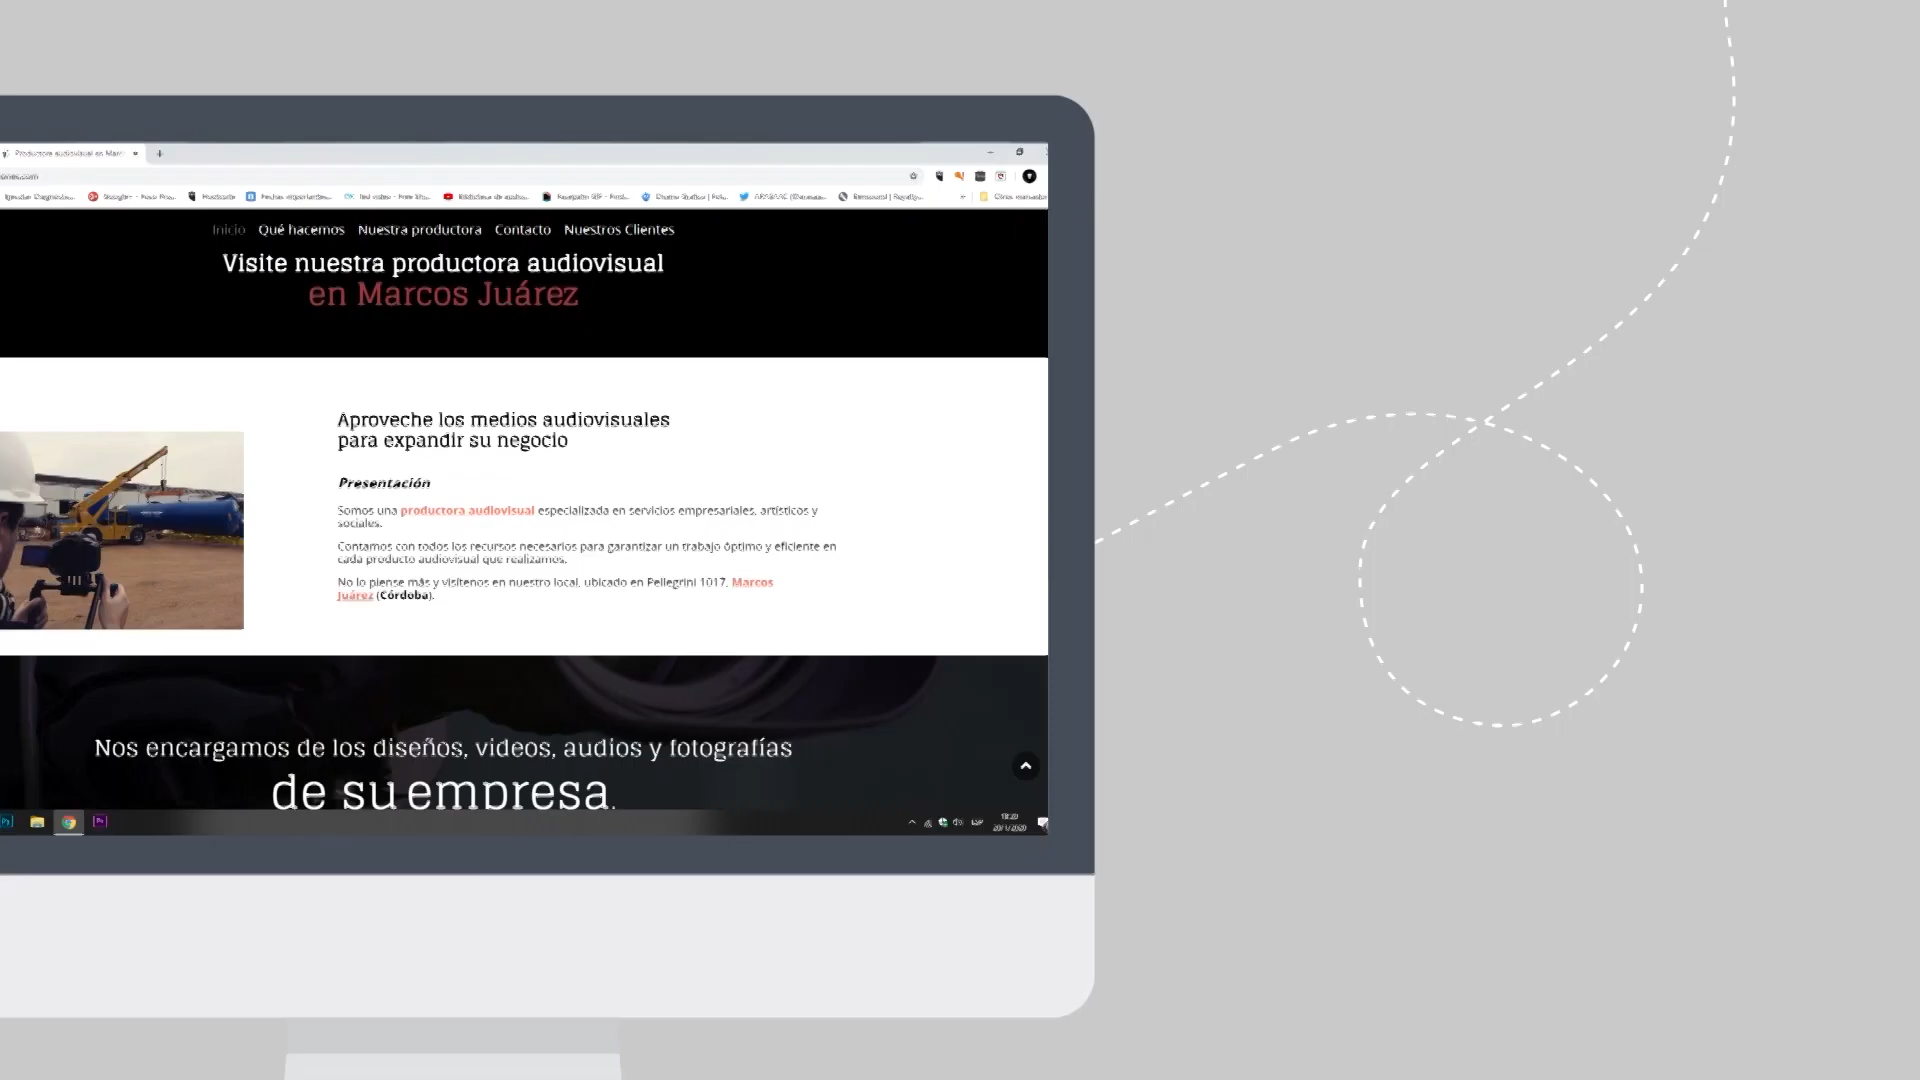 Productora audiovisual en Marc
Inicio Qué hacemos Nuestra productora Contacto Nuestros Clientes
Visite nuestra productora audiovisual
en Marcos Juárez
Aproveche los medios audiovisuales
para expandir su negocio
Presentación
Somos una productora audiovisual especializada en servicios empresariales, artísticos y
sociales.
Contamos con todos los recursos necesarios para garantizar un trabajo óptimo y eficiente en
cada producto audiovisual que realizamos.
No lo piense más y visítenos en nuestro local, ubicado en Pellegrini 1017, Marcos
Juárez (Córdoba).
Nos encargamos de los diseños, videos, audios y fotografías
de su empresa.